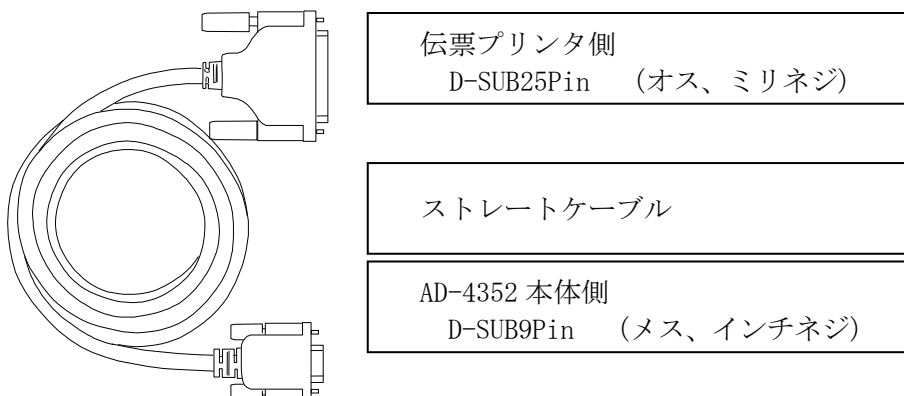 伝票プリンタ側
D-SUB25Pin （オス、ミリネジ）
ストレートケーブル
AD-4352 本体側
D-SUB9Pin （メス、インチネジ）